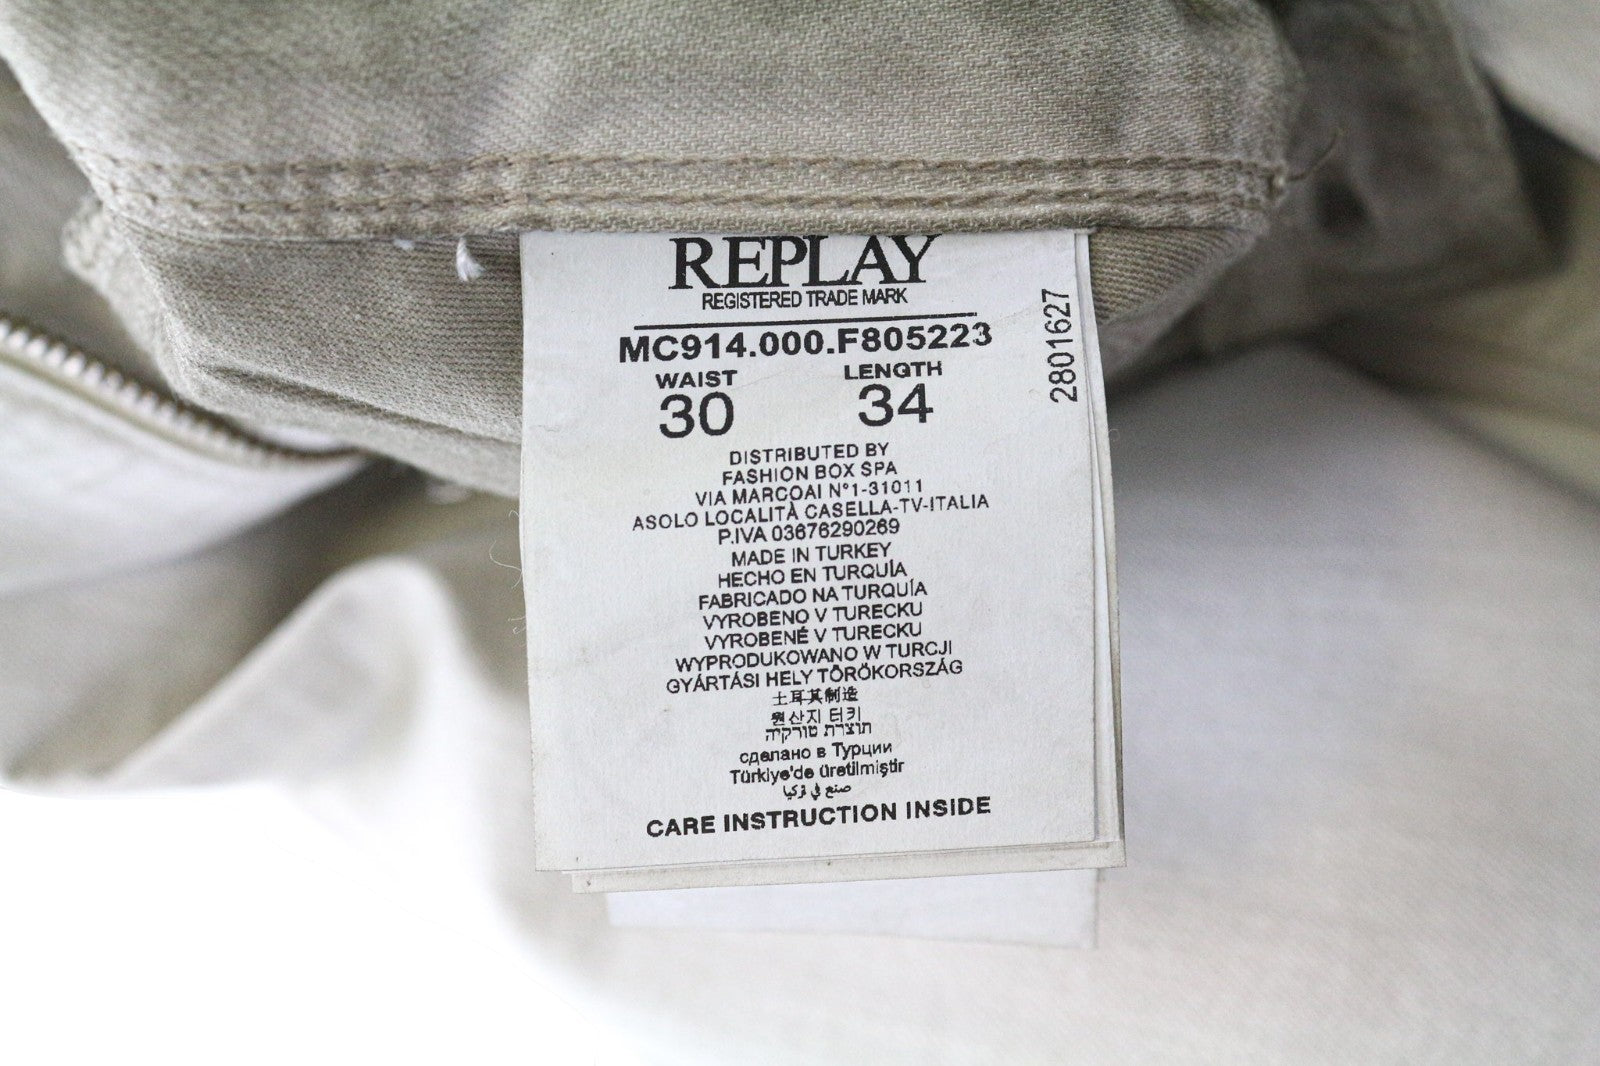 REPLAY
REGISTERED TRADE MARK
MC914.000.F805223
WAIST LENGTH
30 34
2801627
DISTRIBUTED BY
FASHION BOX SPA
VIA MARCOAI N°1-31011
ASOLO LOCALITÀ CASELLA-TV-ITALIA
P.IVA 03676290269
MADE IN TURKEY
HECHO EN TURQUÍA
FABRICADO NA TURQUÍA
VYROBENO V TURECKU
VYROBENÉ V TURECKU
WYPRODUKOWANO W TURCJI
GYÁRTÁSI HELY TÖRÖKORSZÁG
土耳其制造
원산지 터키
תוצרת טורקיה
сделано в Турции
Türkiye'de üretilmiştir
صنع في تركيا
CARE INSTRUCTION INSIDE